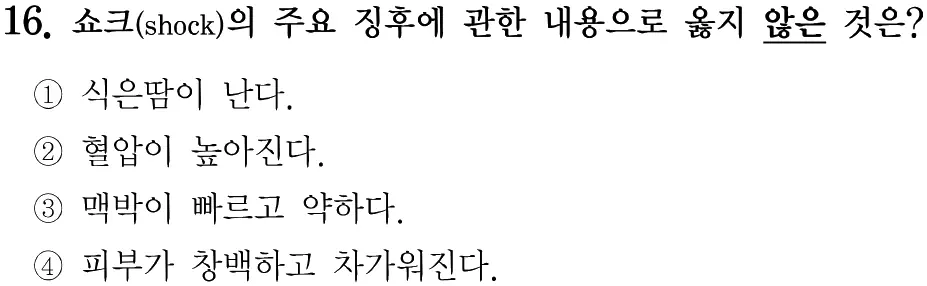 16. 쇼크(shock)의 주요 징후에 관한 내용으로 옳지 않은 것은?
① 식은땀이 난다.
② 혈압이 높아진다.
③ 맥박이 빠르고 약하다.
④ 피부가 창백하고 차가워진다.